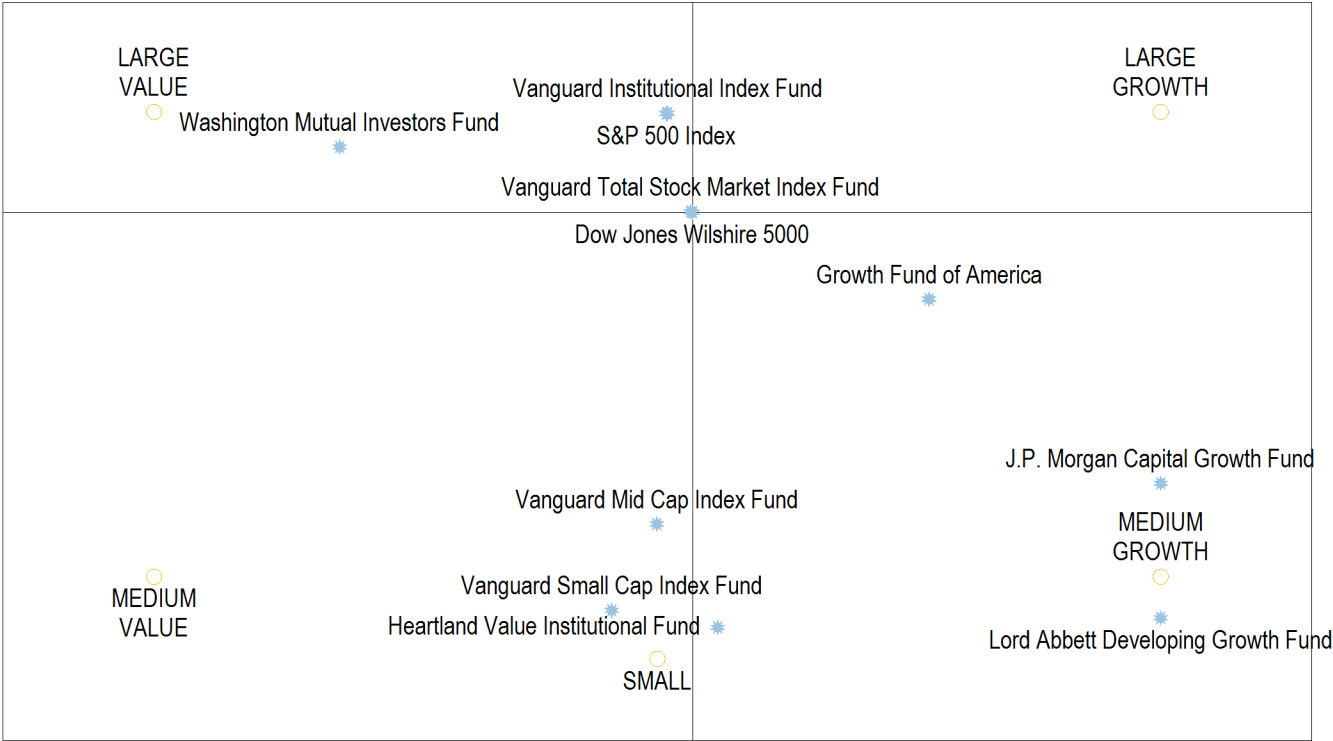 LARGE
VALUE
LARGE
GROWTH
Vanguard Institutional Index Fund
Washington Mutual Investors Fund
S&P 500 Index
Vanguard Total Stock Market Index Fund
Dow Jones Wilshire 5000
Growth Fund of America
J.P. Morgan Capital Growth Fund
Vanguard Mid Cap Index Fund
MEDIUM
GROWTH
Vanguard Small Cap Index Fund
MEDIUM
VALUE
Heartland Value Institutional Fund
Lord Abbett Developing Growth Fund
SMALL